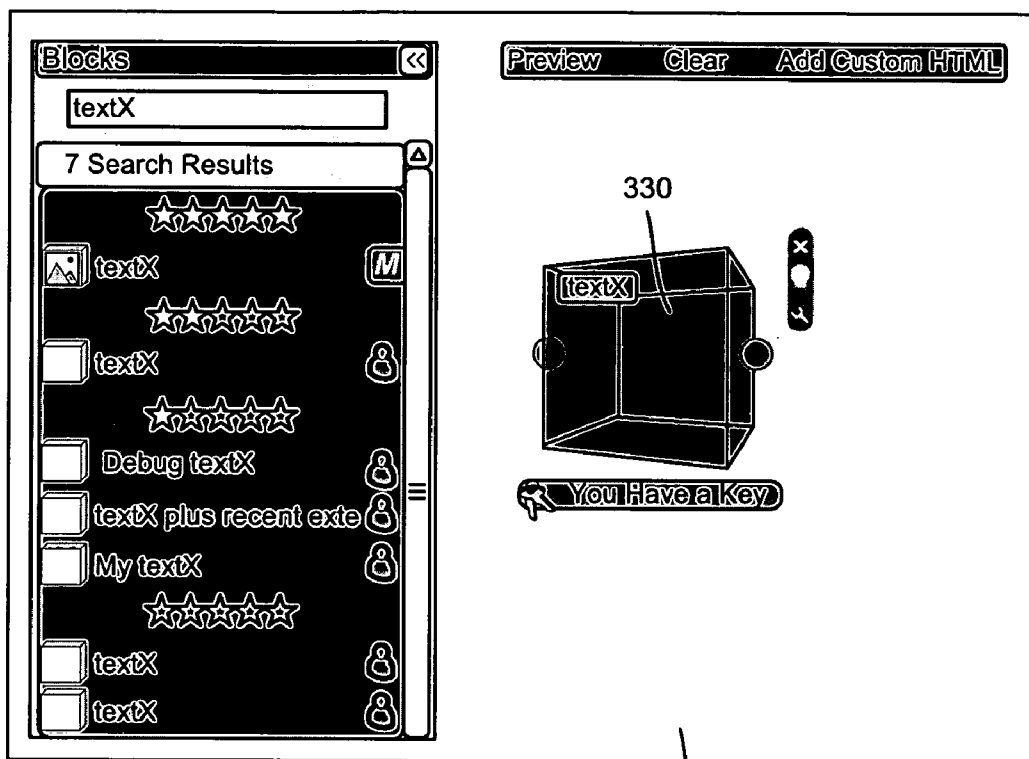 Blocks
Preview Clear Add Custom HTML
textX
7 Search Results
330
textX
M
textX
textX
Debug textX
textX plus recent exte
My textX
You Have a Key
textX
textX